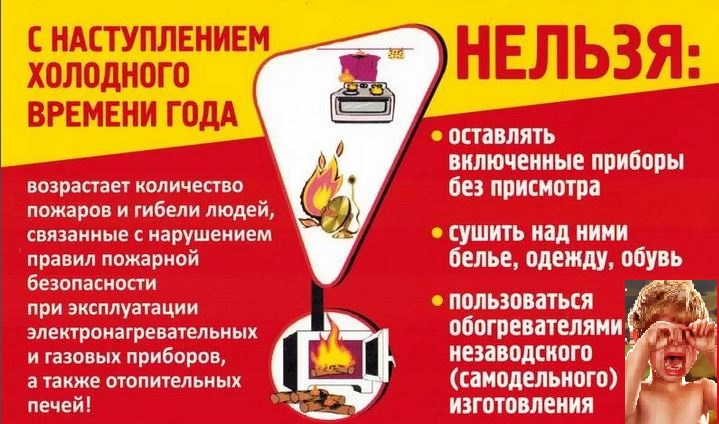 С НАСТУПЛЕНИЕМ
ХОЛОДНОГО
ВРЕМЕНИ ГОДА
возрастает количество
пожаров и гибели людей,
связанные с нарушением
правил пожарной
безопасности
при эксплуатации
электронагревательных
и газовых приборов,
а также отопительных
печей!
НЕЛЬЗЯ:
• оставлять
включенные приборы
без присмотра
• сушить над ними
белье, одежду, обувь
• пользоваться
обогревателями
незаводского
(самодельного)
изготовления